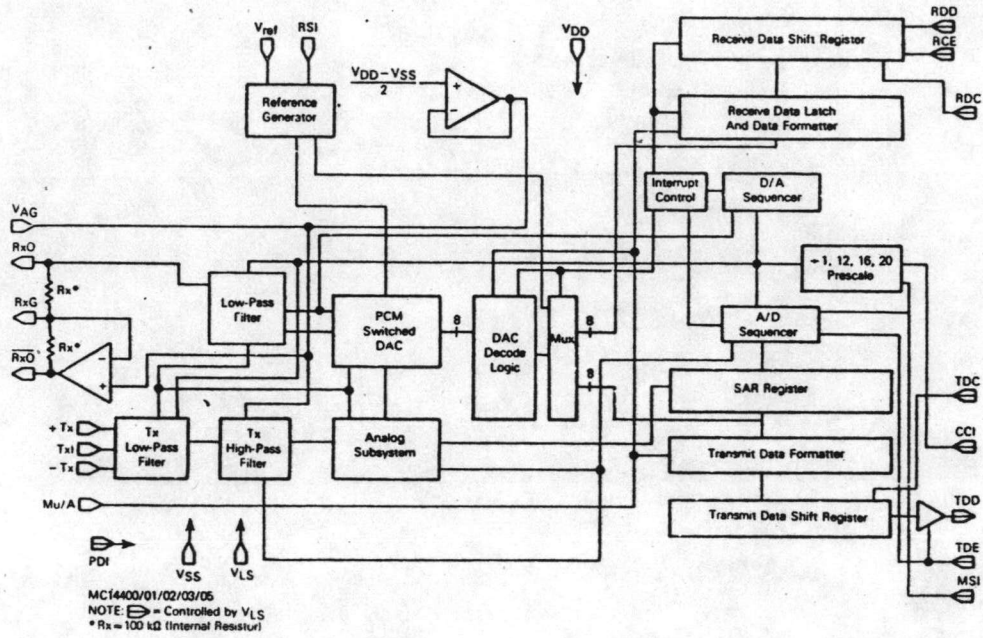 Vref
RSI
VDD
VDD–VSS
2
+
–
Reference
Generator
Receive Data Shift Register
RDD
RCE
RDC
Receive Data Latch
And Data Formatter
Interrupt
Control
D/A
Sequencer
VAG
RxO
Rx*
RxG
Rx*
RxO
–
+
Low-Pass
Filter
PCM
Switched
DAC
8
DAC
Decode
Logic
Mux
8
8
÷ 1, 12, 16, 20
Prescale
A/D
Sequencer
SAR Register
TDC
CCI
+ Tx
TxI
– Tx
Tx
Low-Pass
Filter
Tx
High-Pass
Filter
Analog
Subsystem
Transmit Data Formatter
Mu/A
Transmit Data Shift Register
TDD
TDE
MSI
PDI
VSS
VLS
MC14400/01/02/03/05
NOTE: = Controlled by VLS
* Rx ≈ 100 kΩ (Internal Resistor)